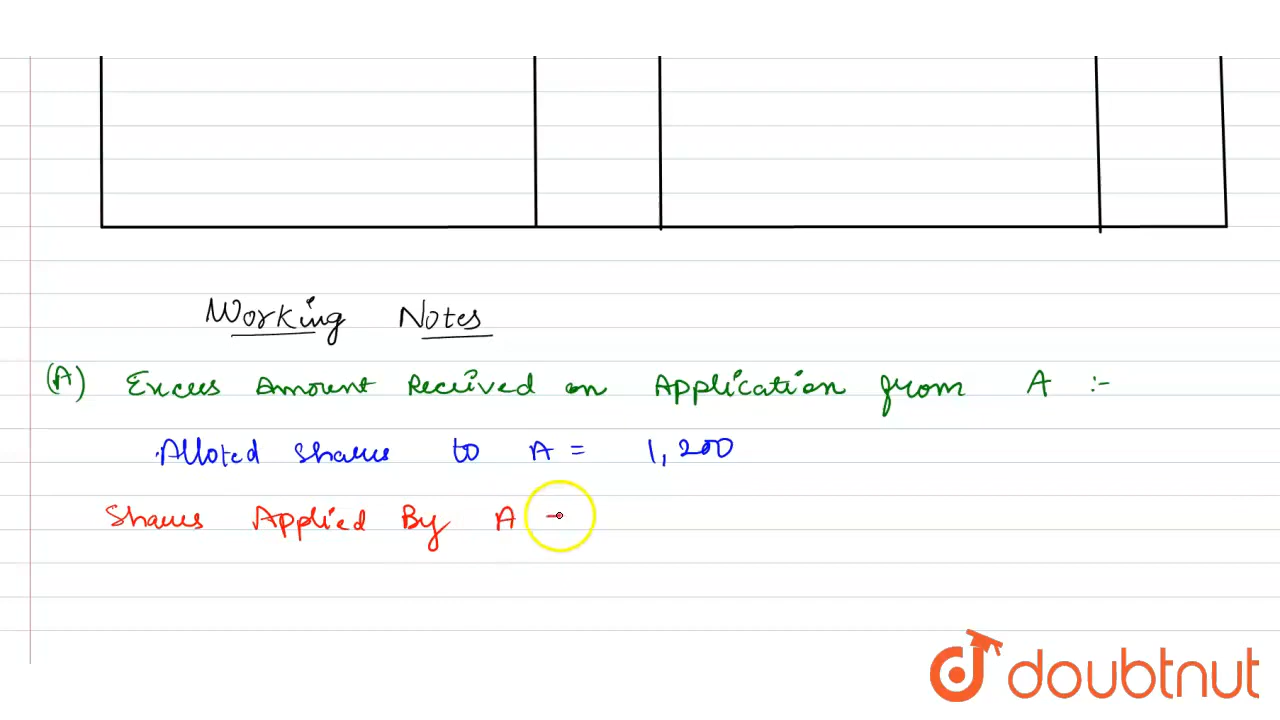 Working Notes
(A) Excess Amount Received on Application from A :-
Alloted Shares to A = 1,200
Shares Applied By A -
doubtnut